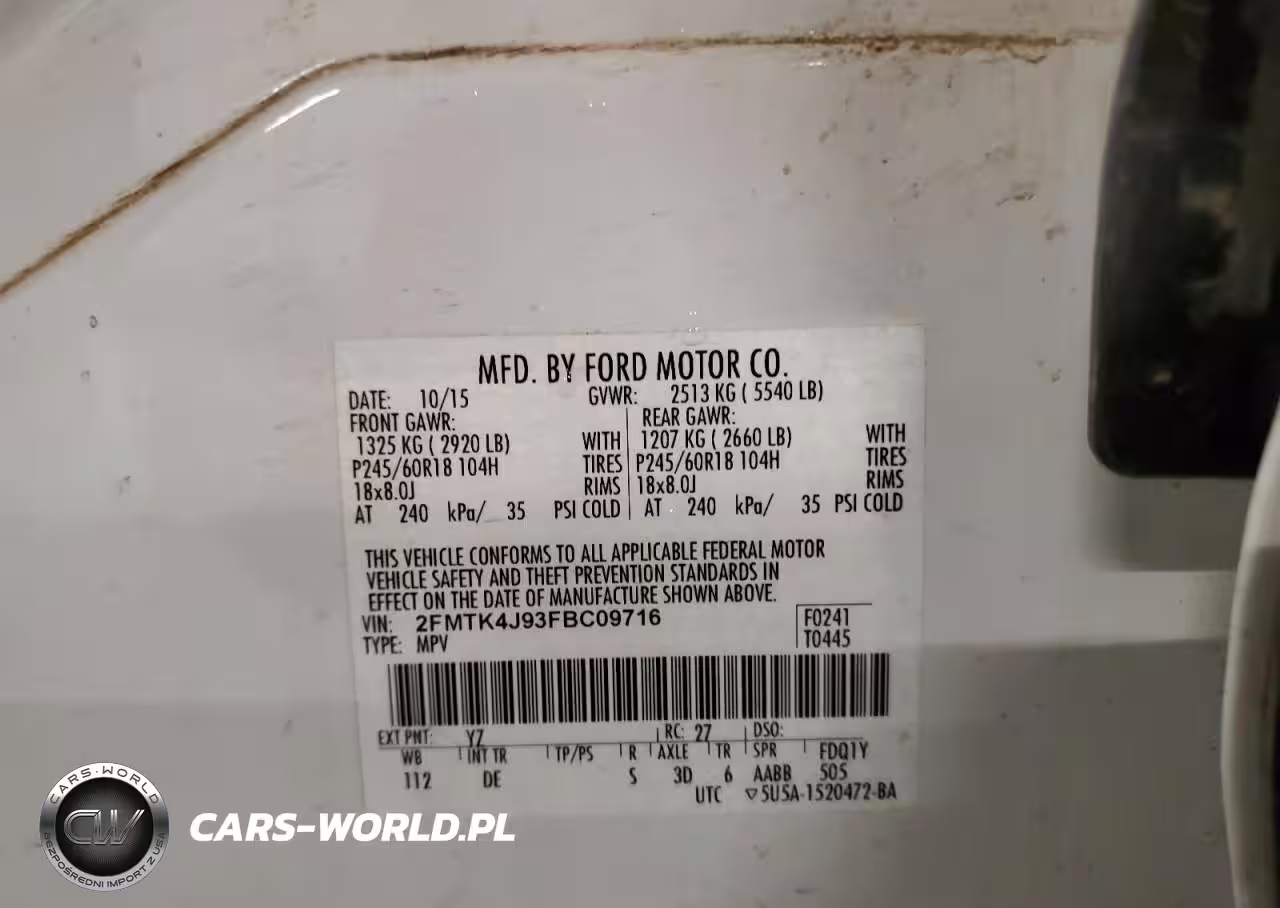 MFD. BY FORD MOTOR CO.
DATE: 10/15 GVWR: 2513 KG ( 5540 LB)
FRONT GAWR: REAR GAWR:
1325 KG ( 2920 LB) WITH 1207 KG ( 2660 LB) WITH
P245/60R18 104H TIRES P245/60R18 104H TIRES
18x8.0J RIMS 18x8.0J RIMS
AT 240 kPa/ 35 PSI COLD AT 240 kPa/ 35 PSI COLD
THIS VEHICLE CONFORMS TO ALL APPLICABLE FEDERAL MOTOR
VEHICLE SAFETY AND THEFT PREVENTION STANDARDS IN
EFFECT ON THE DATE OF MANUFACTURE SHOWN ABOVE.
VIN: 2FMTK4J93FBC09716 F0241
TYPE: MPV T0445
EXT PNT: YZ RC: 27 DSO:
WB INT TR TP/PS R AXLE TR SPR FDQ1Y
112 DE S 3D 6 AABB 505
UTC ▽5U5A-1520472-BA
CARS-WORLD
CW
BEZPOŚREDNI IMPORT Z USA
CARS-WORLD.PL